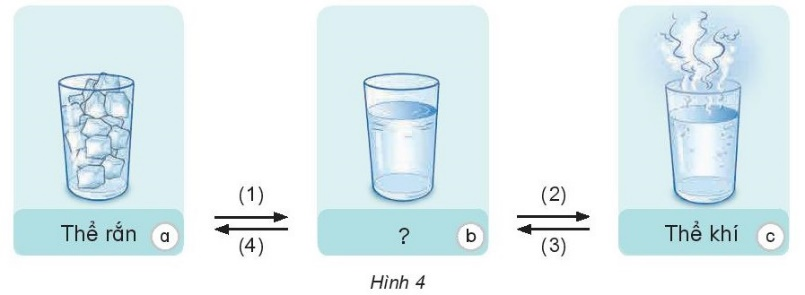 (1)
(2)
Thể rắn a
(4)
? b
(3)
Thể khí c
Hình 4